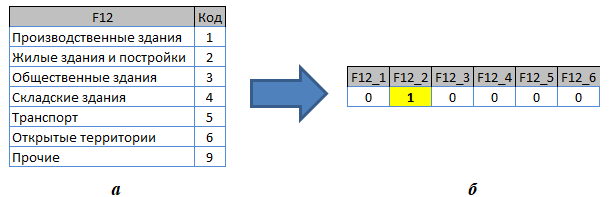 F12 Код
Производственные здания 1
Жилые здания и постройки 2
Общественные здания 3
Складские здания 4
Транспорт 5
Открытые территории 6
Прочие 9
F12_1 F12_2 F12_3 F12_4 F12_5 F12_6
0 1 0 0 0 0
а б